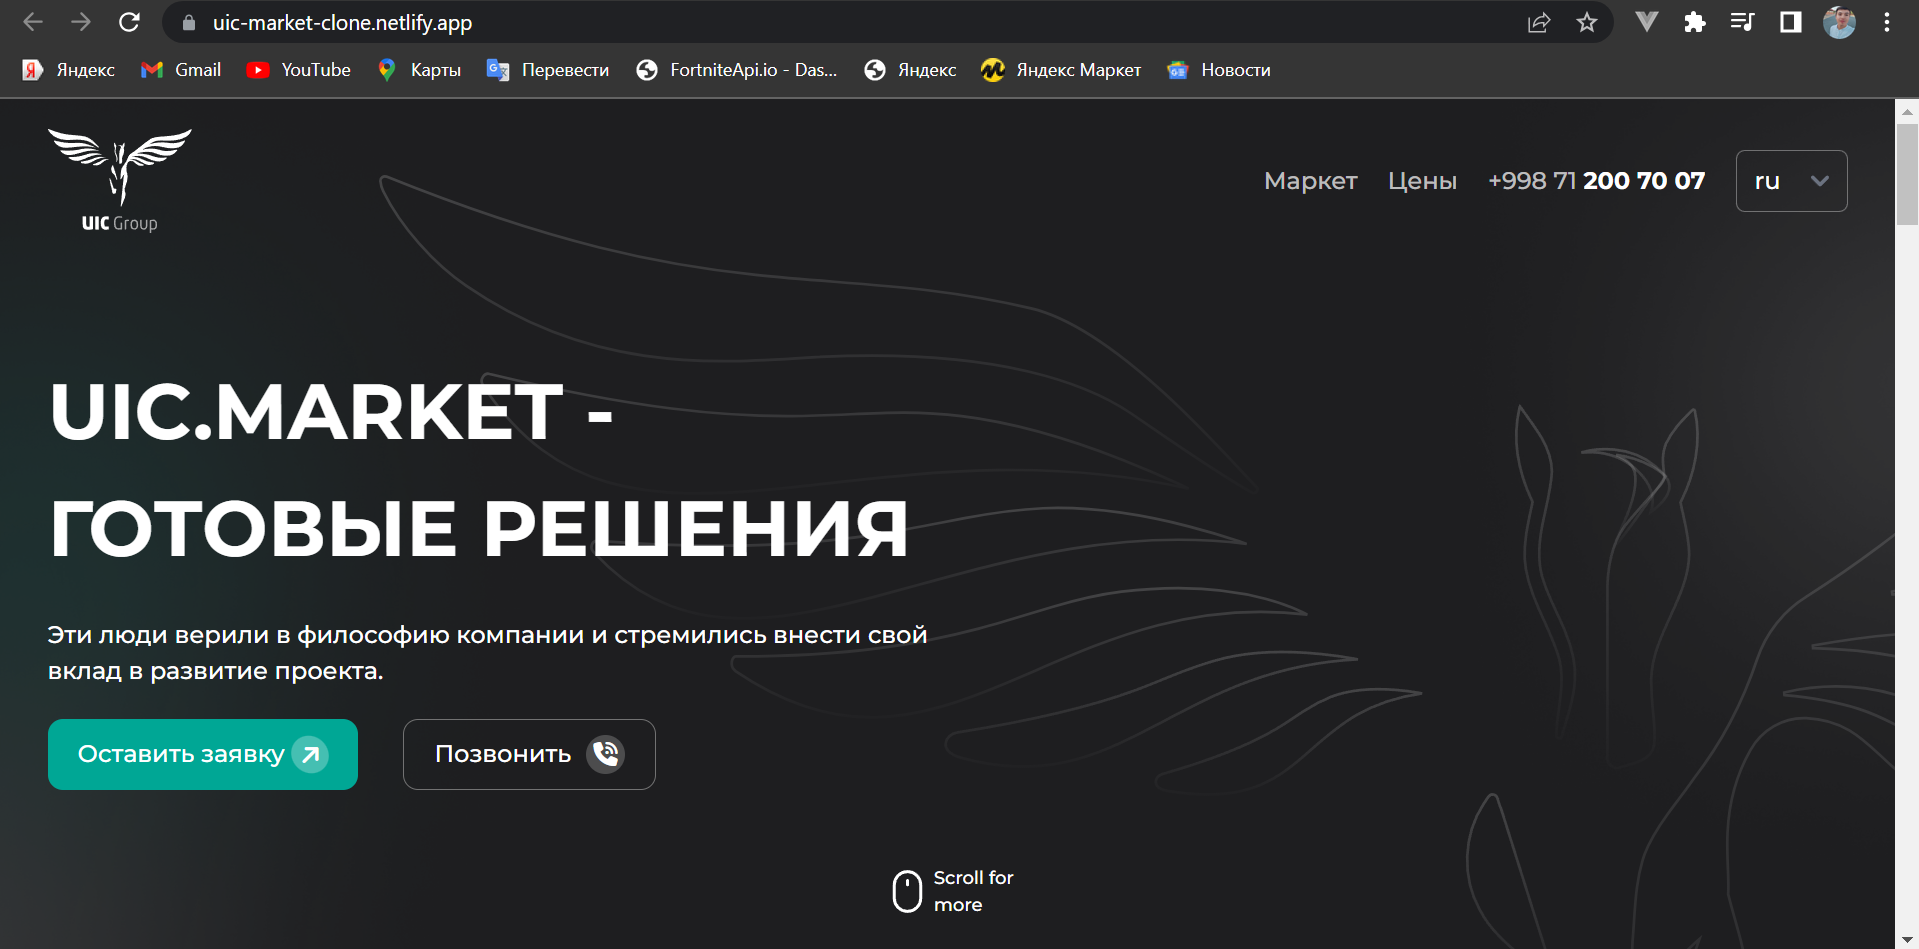 uic-market-clone.netlify.app
Яндекс
Gmail
YouTube
Карты
Перевести
FortniteApi.io - Das...
Яндекс
Яндекс Маркет
Новости
UIC Group
Маркет
Цены
+998 71 200 70 07
ru
UIC.MARKET -
ГОТОВЫЕ РЕШЕНИЯ
Эти люди верили в философию компании и стремились внести свой
вклад в развитие проекта.
Оставить заявку
Позвонить
Scroll for
more